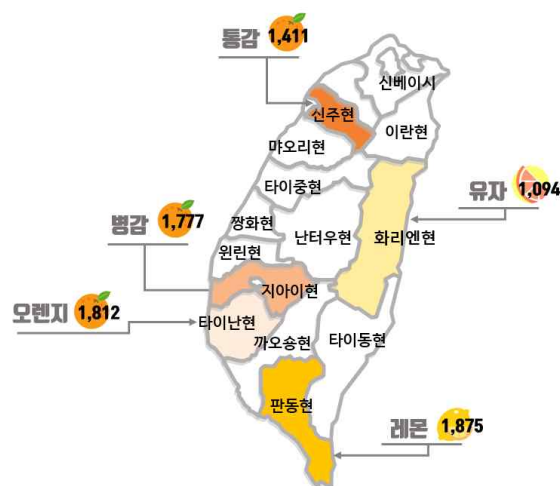 통감 1,411
신베이시
신주현
이란현
먀오리현
타이중현
유자 1,094
짱화현
병감 1,777
난터우현
화리엔현
윈린현
지아이현
오렌지 1,812
타이난현
까오슝현
타이동현
판동현
레몬 1,875